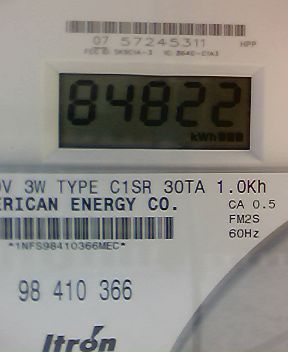 07 57245311 HPP
84822
kWh
V 3W TYPE C1SR 30TA 1.0Kh
ERICAN ENERGY CO.
CA 0.5
FM2S
60Hz
*1NFS98410366MEC*
98 410 366
Itron